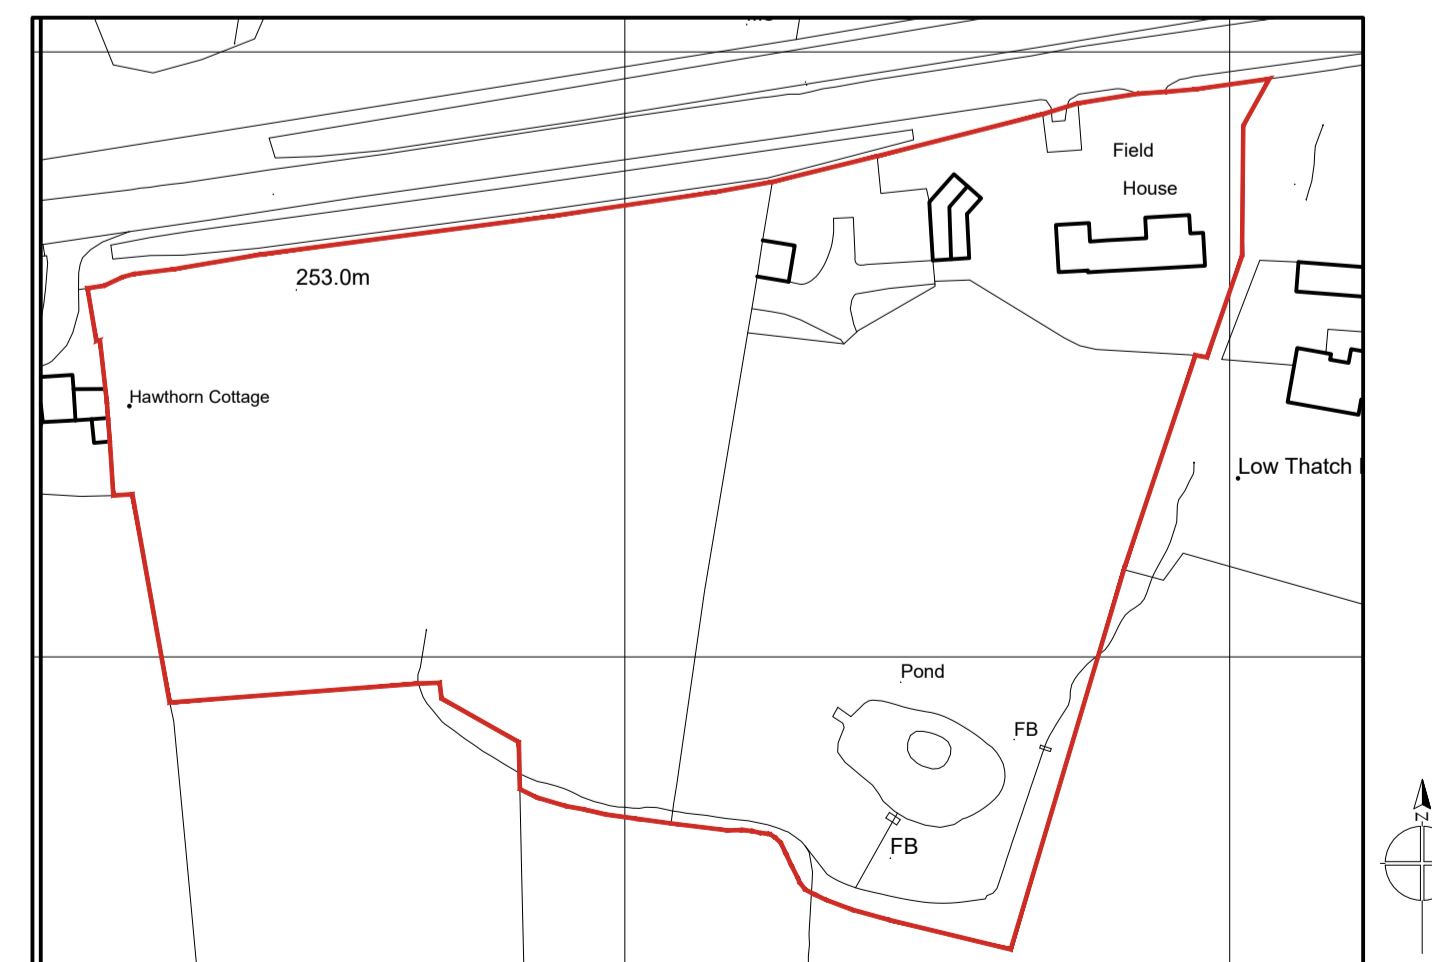 Field
House
253.0m
Hawthorn Cottage
Low Thatch
Pond
FB
FB
N